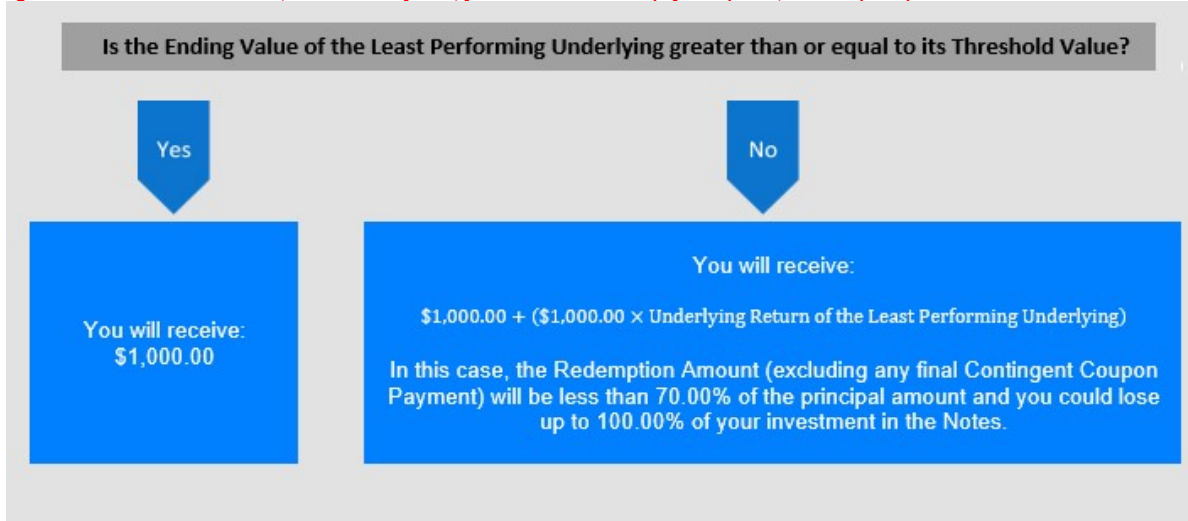 Is the Ending Value of the Least Performing Underlying greater than or equal to its Threshold Value?
Yes
No
You will receive:
$1,000.00
You will receive:
$1,000.00 + ($1,000.00 × Underlying Return of the Least Performing Underlying)
In this case, the Redemption Amount (excluding any final Contingent Coupon
Payment) will be less than 70.00% of the principal amount and you could lose
up to 100.00% of your investment in the Notes.